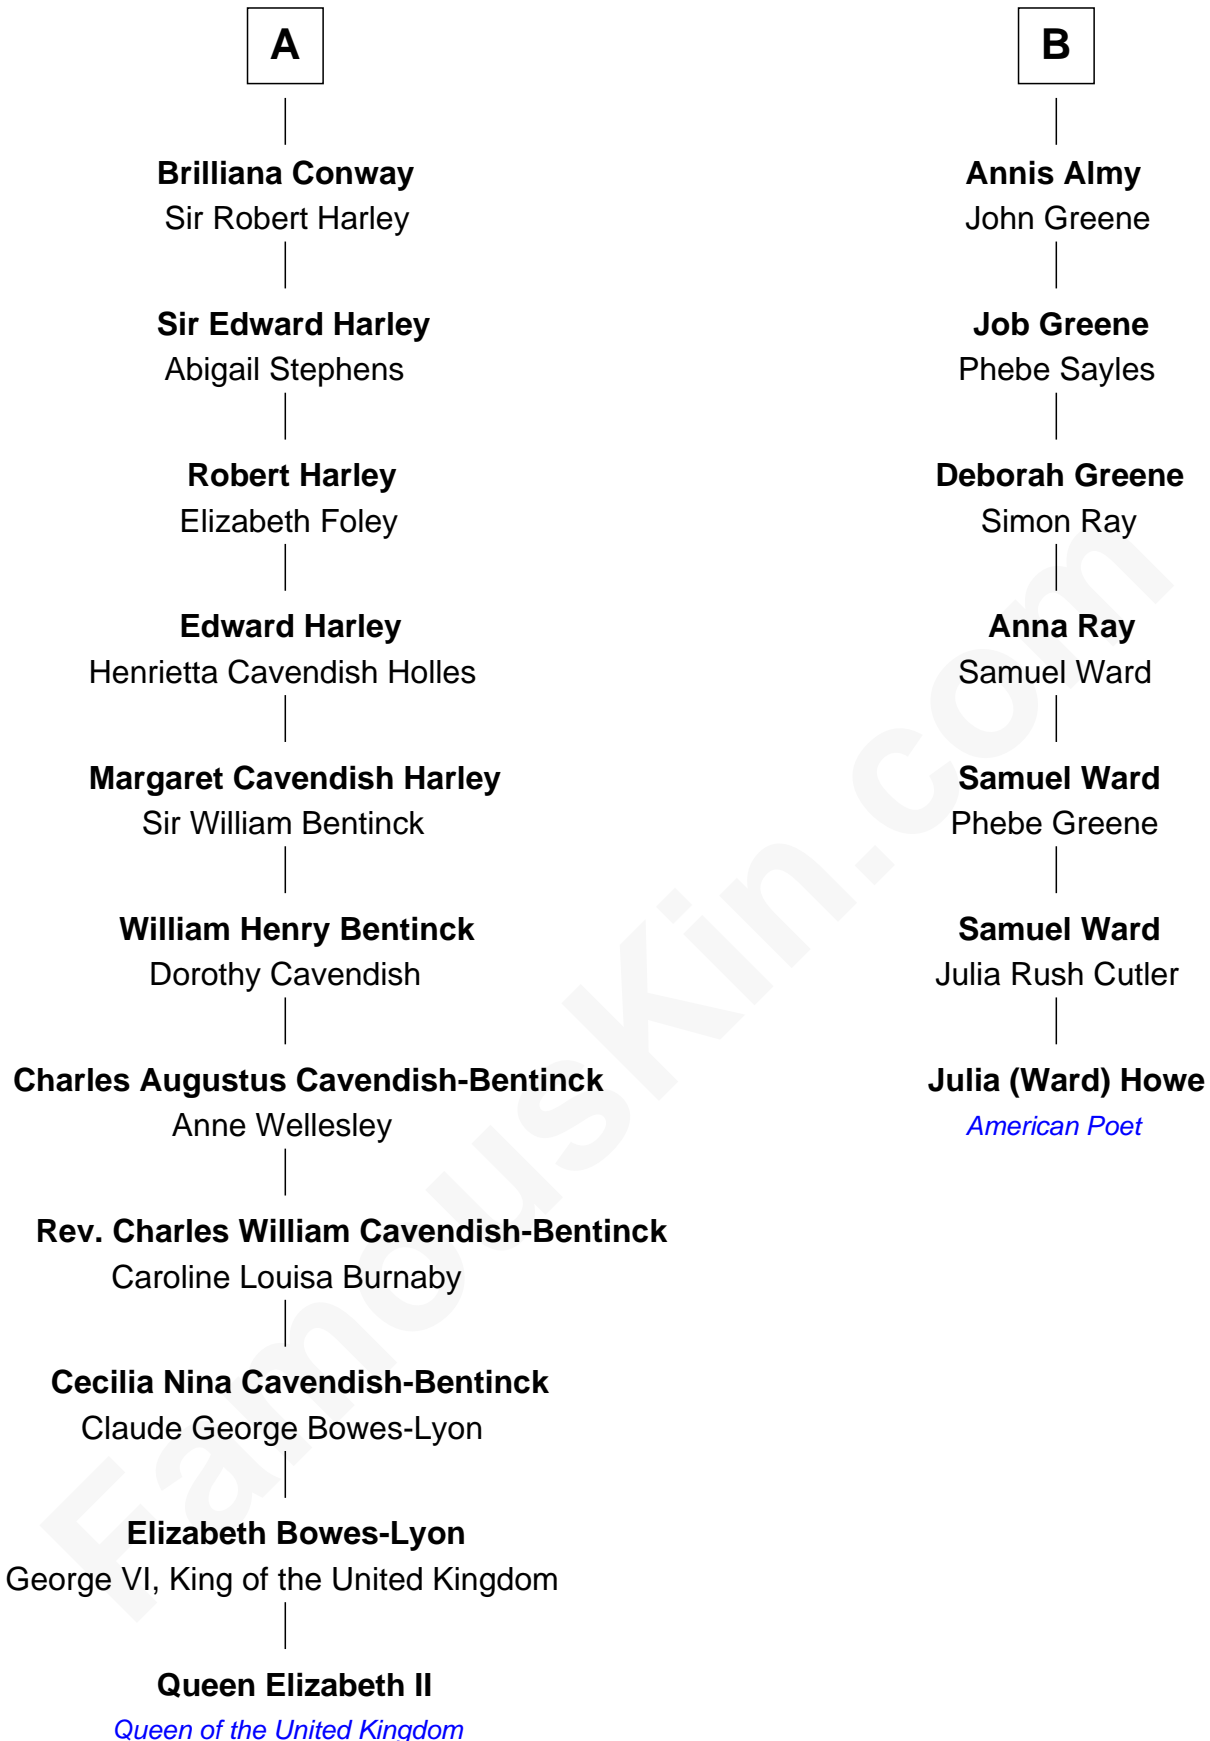 A
Brilliana Conway
Sir Robert Harley
Sir Edward Harley
Abigail Stephens
Robert Harley
Elizabeth Foley
Edward Harley
Henrietta Cavendish Holles
Margaret Cavendish Harley
Sir William Bentinck
William Henry Bentinck
Dorothy Cavendish
Charles Augustus Cavendish-Bentinck
Anne Wellesley
Rev. Charles William Cavendish-Bentinck
Caroline Louisa Burnaby
Cecilia Nina Cavendish-Bentinck
Claude George Bowes-Lyon
Elizabeth Bowes-Lyon
George VI, King of the United Kingdom
Queen Elizabeth II
Queen of the United Kingdom
B
Annis Almy
John Greene
Job Greene
Phebe Sayles
Deborah Greene
Simon Ray
Anna Ray
Samuel Ward
Samuel Ward
Phebe Greene
Samuel Ward
Julia Rush Cutler
Julia (Ward) Howe
American Poet
FamousKin.com